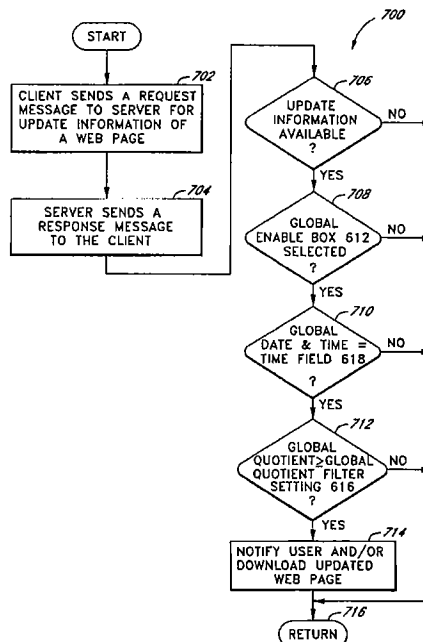 START
702
CLIENT SENDS A REQUEST
MESSAGE TO SERVER FOR
UPDATE INFORMATION OF
A WEB PAGE
704
SERVER SENDS A
RESPONSE MESSAGE
TO THE CLIENT
700
706
UPDATE
INFORMATION
AVAILABLE
?
NO
YES
708
GLOBAL
ENABLE BOX 612
SELECTED
?
NO
YES
710
GLOBAL
DATE & TIME =
TIME FIELD 618
?
NO
YES
712
GLOBAL
QUOTIENT≥GLOBAL
QUOTIENT FILTER
SETTING 616
?
NO
YES
714
NOTIFY USER AND/OR
DOWNLOAD UPDATED
WEB PAGE
716
RETURN